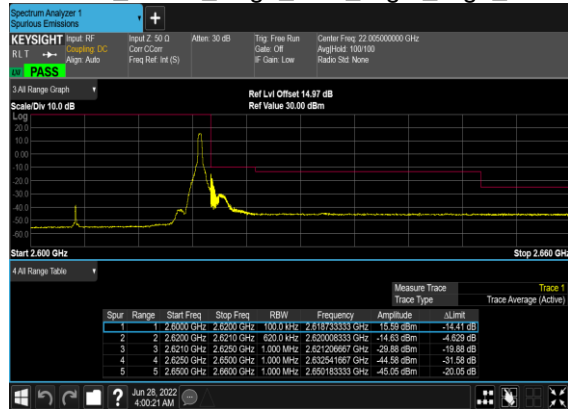 Spectrum Analyzer 1
Spurious Emissions
KEYSIGHT Input: RF Input Z: 50 Ω Atten: 30 dB Trig: Free Run Center Freq: 22.005000000 GHz
RLT Coupling: DC Corr CCorr Gate: Off Avg|Hold: 100/100
Align: Auto Freq Ref: Int (S) IF Gain: Low Radio Std: None
PASS
3 All Range Graph
Ref Lvl Offset 14.97 dB
Scale/Div 10.0 dB Ref Value 30.00 dBm
Log
20.0
10.0
0.00
-10.0
-20.0
-30.0
-40.0
-50.0
-60.0
Start 2.600 GHz Stop 2.660 GHz
4 All Range Table
Measure Trace Trace 1
Trace Type Trace Average (Active)
Spur Range Start Freq Stop Freq RBW Frequency Amplitude ΔLimit
1 1 2.6000 GHz 2.6200 GHz 100.0 kHz 2.618733333 GHz 15.59 dBm -14.41 dB
2 2 2.6200 GHz 2.6210 GHz 620.0 kHz 2.620008333 GHz -14.63 dBm -4.629 dB
3 3 2.6210 GHz 2.6250 GHz 1.000 MHz 2.621206667 GHz -29.88 dBm -19.88 dB
4 4 2.6250 GHz 2.6500 GHz 1.000 MHz 2.632541667 GHz -44.58 dBm -31.58 dB
5 5 2.6500 GHz 2.6600 GHz 1.000 MHz 2.650183333 GHz -45.05 dBm -20.05 dB
? Jun 28, 2022
4:00:21 AM